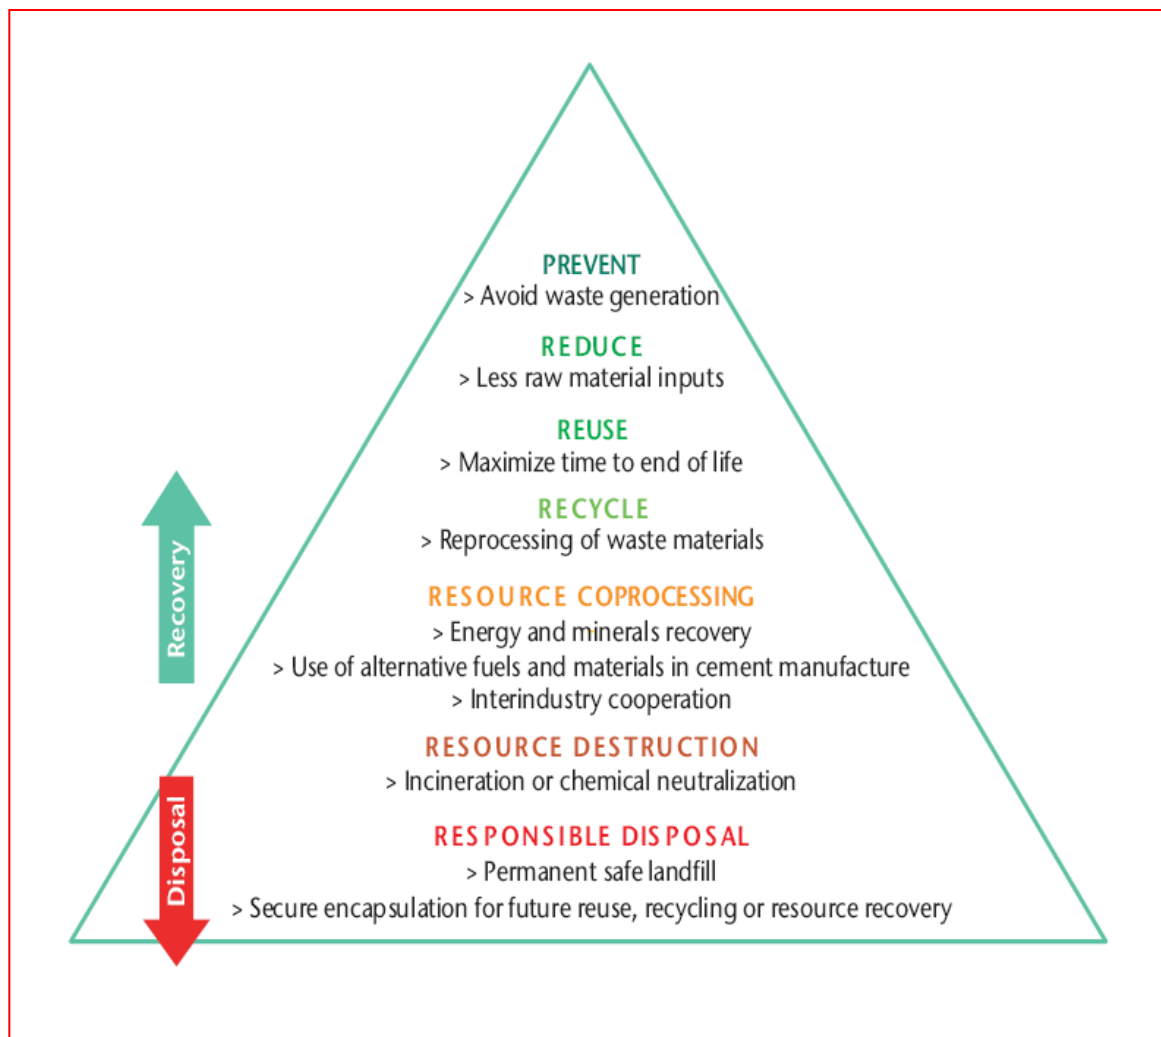 PREVENT
> Avoid waste generation
REDUCE
> Less raw material inputs
REUSE
> Maximize time to end of life
RECYCLE
> Reprocessing of waste materials
RESOURCE COPROCESSING
> Energy and minerals recovery
> Use of alternative fuels and materials in cement manufacture
> Interindustry cooperation
RESOURCE DESTRUCTION
> Incineration or chemical neutralization
RESPONSIBLE DISPOSAL
> Permanent safe landfill
> Secure encapsulation for future reuse, recycling or resource recovery
Recovery
Disposal